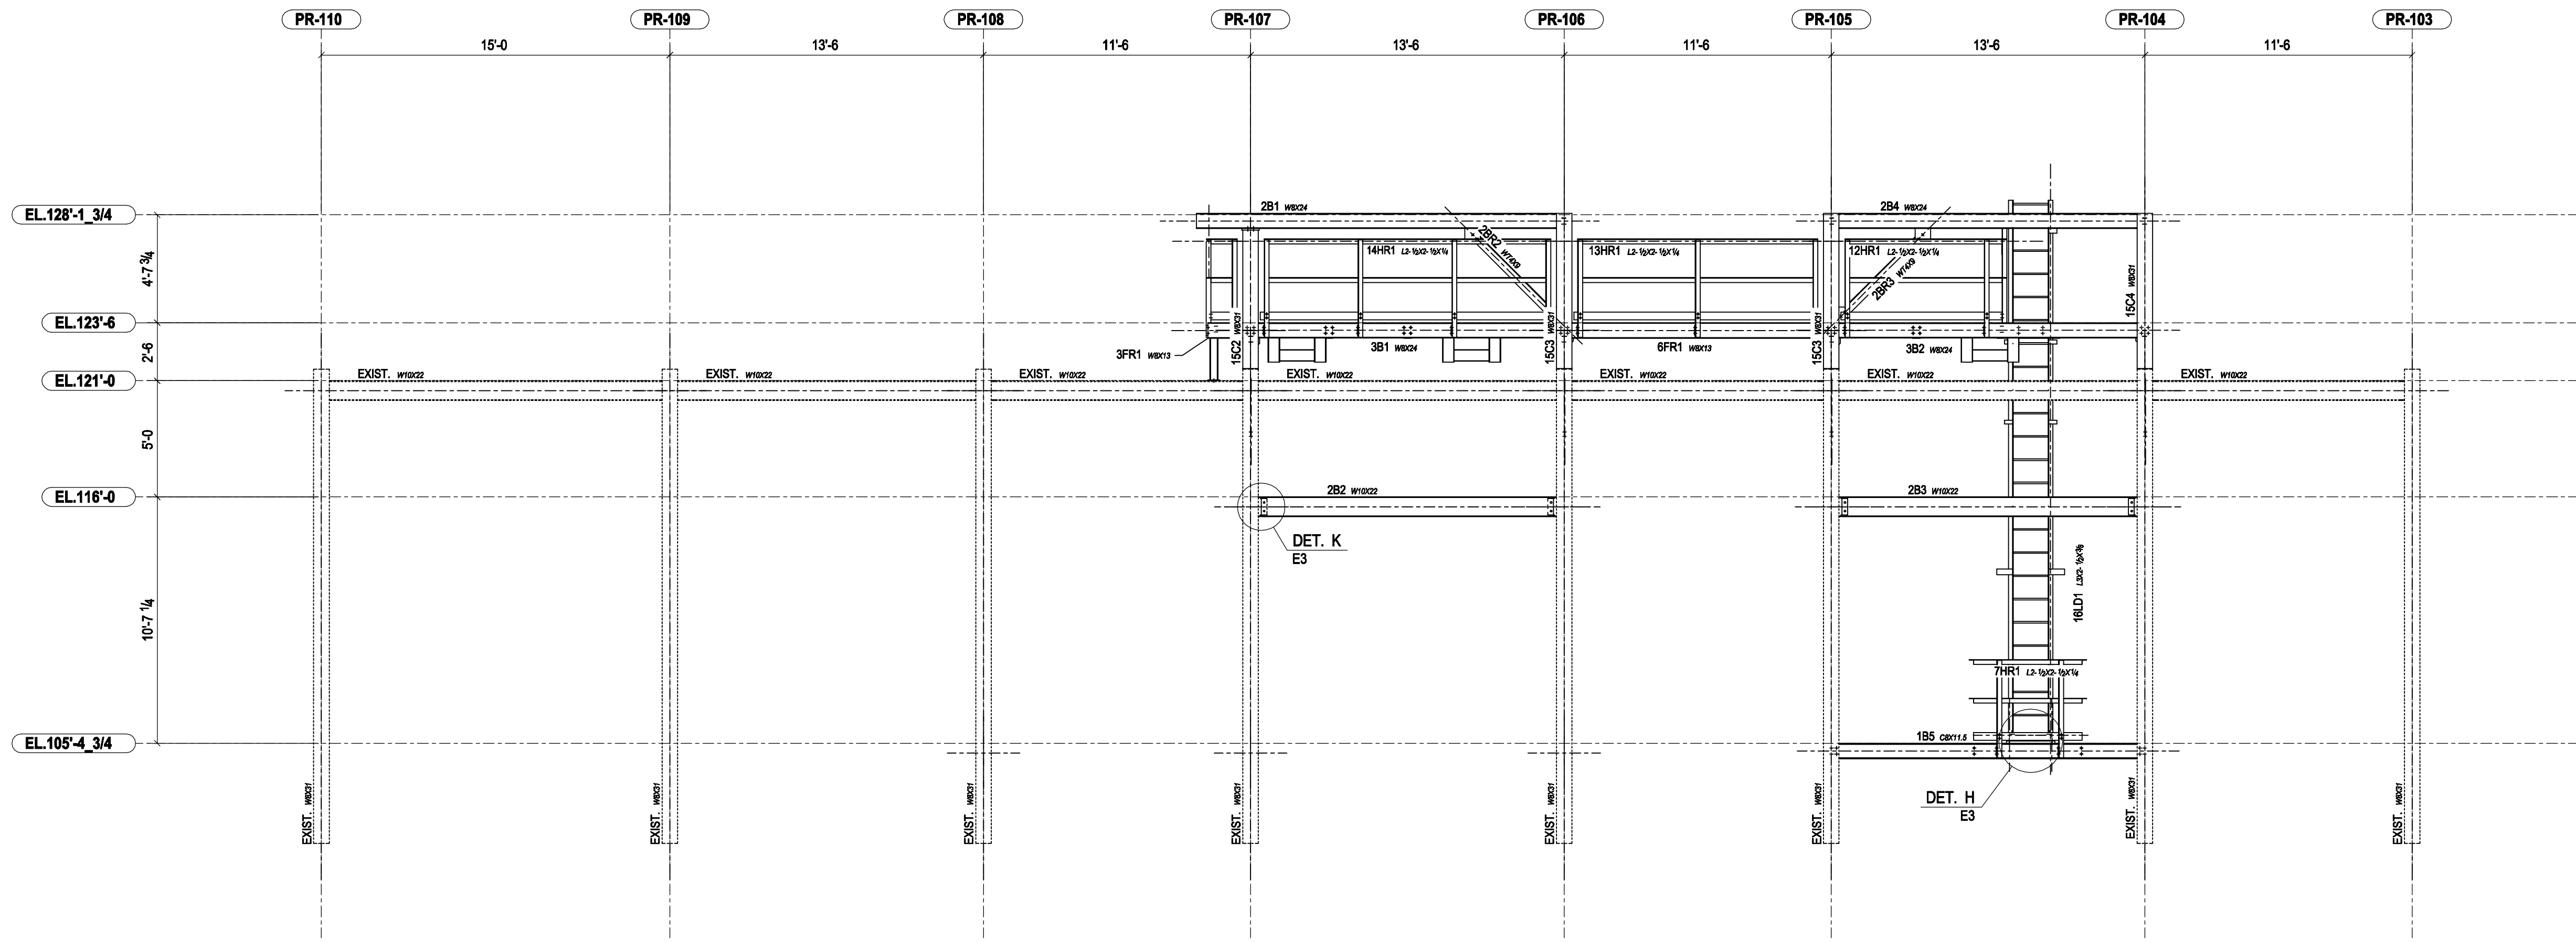 PR-110 PR-109 PR-108 PR-107 PR-106 PR-105 PR-104 PR-103
15'-0 13'-6 11'-6 13'-6 11'-6 13'-6 11'-6
EL.128'-1_3/4
2B1 W8X24
2B4 W8X24
4'-7 3/4
14HR1 L2-1/2X2-1/2X1/4
2BR2 WT4X9
13HR1 L2-1/2X2-1/2X1/4
12HR1 L2-1/2X2-1/2X1/4
2BR3 WT4X9
15C4 W8X31
EL.123'-6
15C2 W8X31
15C3 W8X31
15C3 W8X31
2'-6
3FR1 W8X13
3B1 W8X24
6FR1 W8X13
3B2 W8X24
EL.121'-0
EXIST. W10X22
EXIST. W10X22
EXIST. W10X22
EXIST. W10X22
EXIST. W10X22
EXIST. W10X22
EXIST. W10X22
5'-0
EL.116'-0
2B2 W10X22
2B3 W10X22
DET. K
E3
10'-7 1/4
16LD1 L3X2-1/2X3/8
7HR1 L2-1/2X2-1/2X1/4
EL.105'-4_3/4
1B5 C8X11.5
DET. H
E3
EXIST. W8X31
EXIST. W8X31
EXIST. W8X31
EXIST. W8X31
EXIST. W8X31
EXIST. W8X31
EXIST. W8X31
EXIST. W8X31